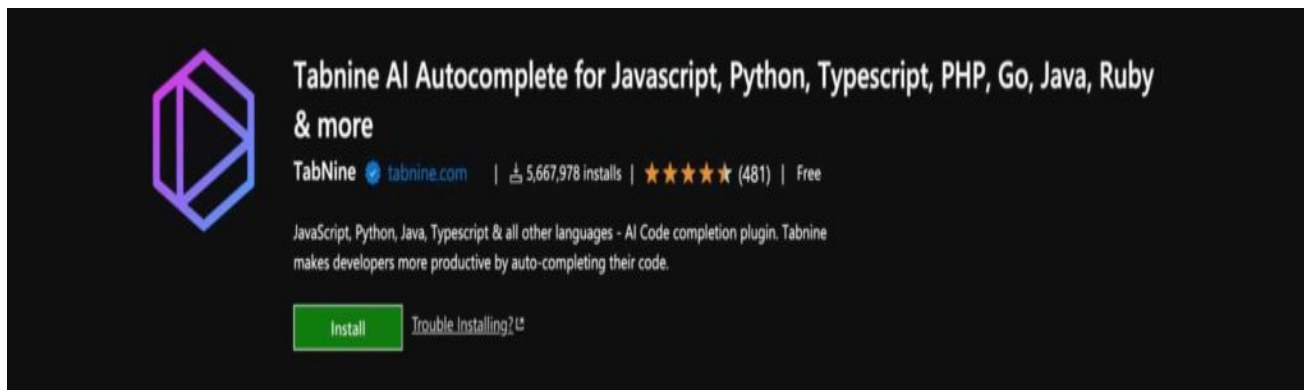 Tabnine AI Autocomplete for Javascript, Python, Typescript, PHP, Go, Java, Ruby
& more
TabNine tabnine.com | 5,667,978 installs | (481) | Free
JavaScript, Python, Java, Typescript & all other languages - AI Code completion plugin. Tabnine
makes developers more productive by auto-completing their code.
Install Trouble Installing?